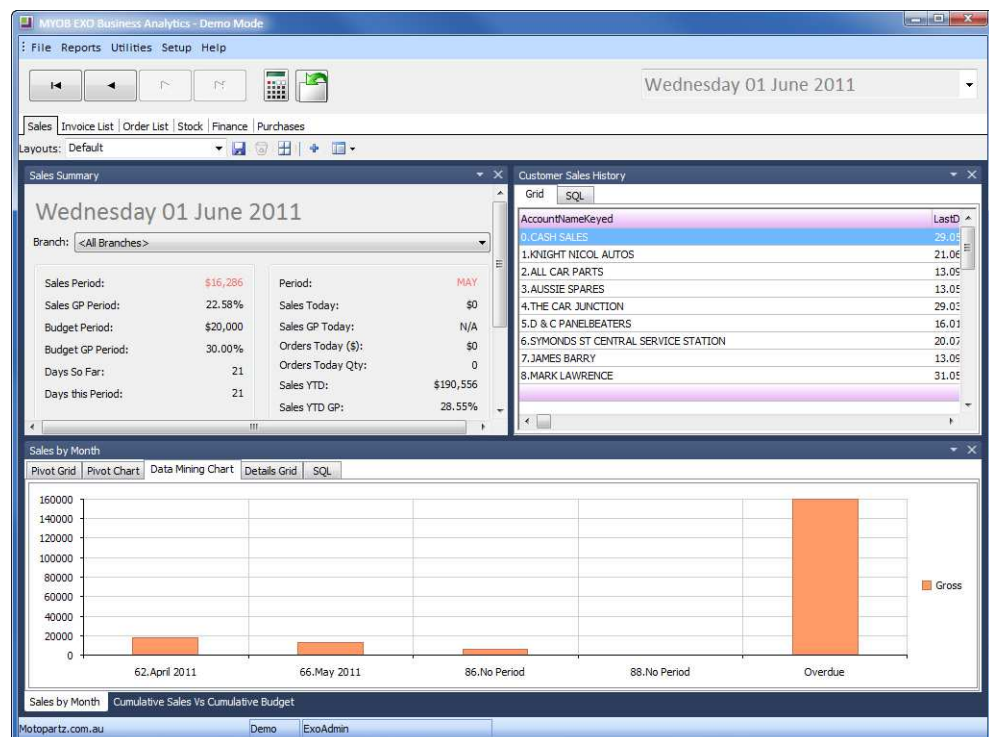 MYOB EXO Business Analytics - Demo Mode
File Reports Utilities Setup Help
Wednesday 01 June 2011
Sales Invoice List Order List Stock Finance Purchases
Layouts: Default
Sales Summary
Wednesday 01 June 2011
Branch: <All Branches>
Sales Period: $16,286
Sales GP Period: 22.58%
Budget Period: $20,000
Budget GP Period: 30.00%
Days So Far: 21
Days this Period: 21
Period: MAY
Sales Today: $0
Sales GP Today: N/A
Orders Today ($): $0
Orders Today Qty: 0
Sales YTD: $190,556
Sales YTD GP: 28.55%
Customer Sales History
Grid SQL
AccountNameKeyed LastD
0.CASH SALES 29.05
1.KNIGHT NICOL AUTOS 21.06
2.ALL CAR PARTS 13.09
3.AUSSIE SPARES 13.05
4.THE CAR JUNCTION 29.03
5.D & C PANELBEATERS 16.01
6.SYMONDS ST CENTRAL SERVICE STATION 20.07
7.JAMES BARRY 13.09
8.MARK LAWRENCE 31.05
Sales by Month
Pivot Grid Pivot Chart Data Mining Chart Details Grid SQL
160000
140000
120000
100000
80000
60000
40000
20000
0
62.April 2011 66.May 2011 86.No Period 88.No Period Overdue
Gross
Sales by Month Cumulative Sales Vs Cumulative Budget
Motopartz.com.au Demo ExoAdmin